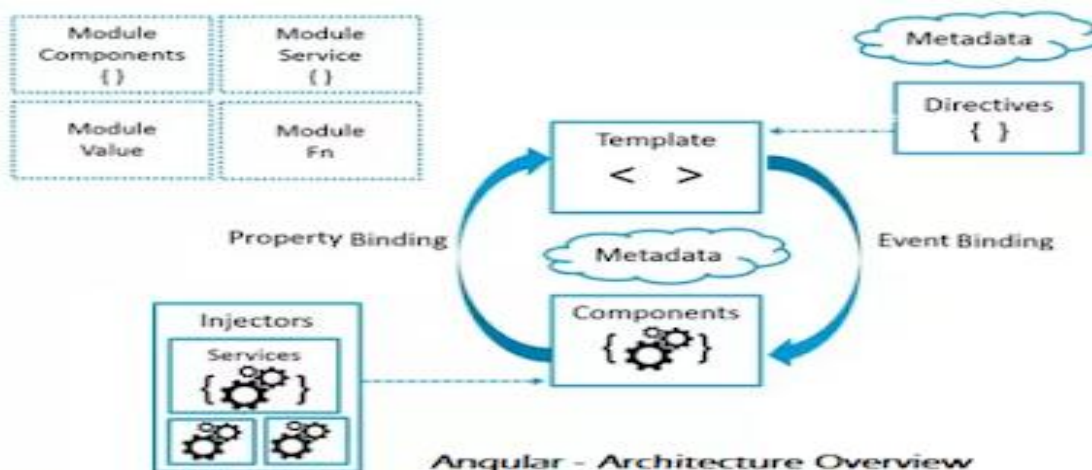 Module
Components
{ }
Module
Service
{ }
Module
Value
Module
Fn
Metadata
Directives
{ }
Template
< >
Property Binding
Metadata
Event Binding
Components
{ }
Injectors
Services
{ }
Angular - Architecture Overview